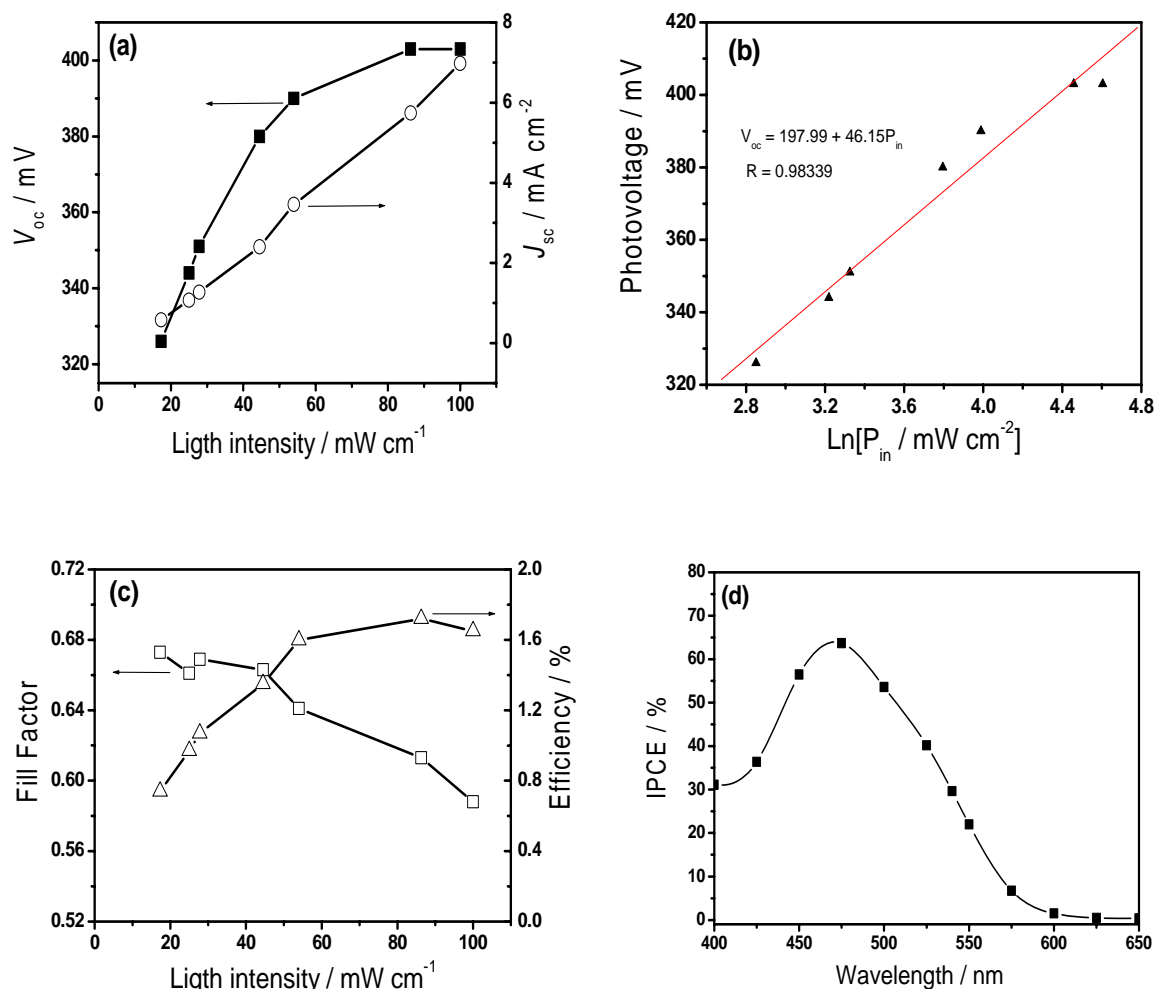 (a)
400
380
360
340
320
V_oc / mV
8
6
4
2
0
J_sc / mA cm^-2
0 20 40 60 80 100
Ligth intensity / mW cm^-1
(b)
420
400
380
360
340
320
Photovoltage / mV
V_oc = 197.99 + 46.15P_in
R = 0.98339
2.8 3.2 3.6 4.0 4.4 4.8
Ln[P_in / mW cm^-2]
(c)
0.72
0.68
0.64
0.60
0.56
0.52
Fill Factor
2.0
1.6
1.2
0.8
0.4
0.0
Efficiency / %
0 20 40 60 80 100
Ligth intensity / mW cm^-1
(d)
80
70
60
50
40
30
20
10
0
IPCE / %
400 450 500 550 600 650
Wavelength / nm